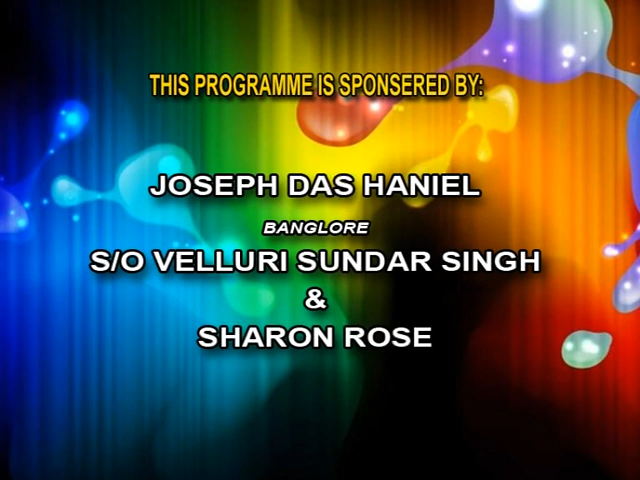 THIS PROGRAMME IS SPONSERED BY:
JOSEPH DAS HANIEL
BANGLORE
S/O VELLURI SUNDAR SINGH
&
SHARON ROSE